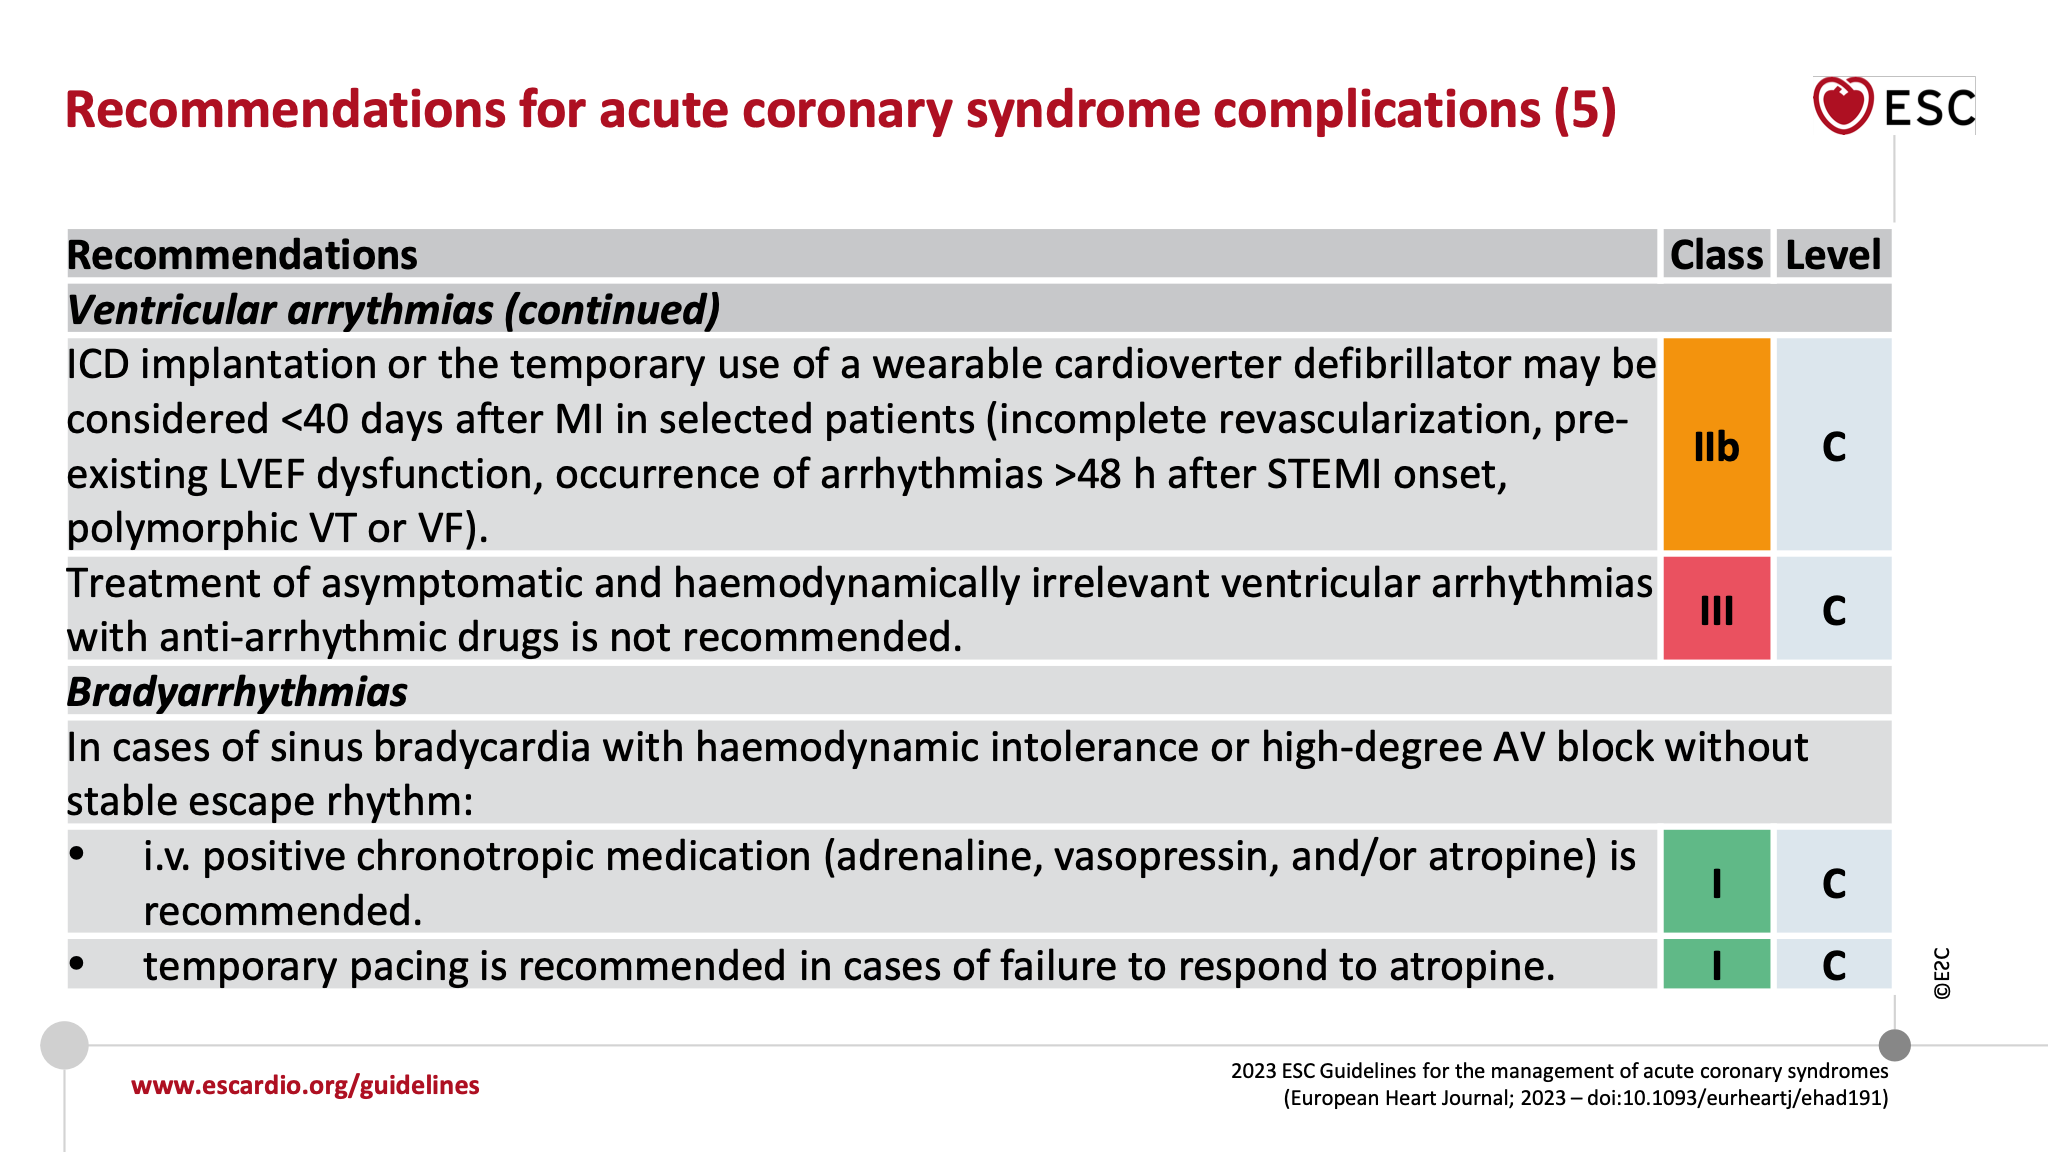 Recommendations for acute coronary syndrome complications (5)
ESC
Recommendations Class Level
Ventricular arrythmias (continued)
ICD implantation or the temporary use of a wearable cardioverter defibrillator may be
considered <40 days after MI in selected patients (incomplete revascularization, pre-
existing LVEF dysfunction, occurrence of arrhythmias >48 h after STEMI onset,
polymorphic VT or VF).
IIb C
Treatment of asymptomatic and haemodynamically irrelevant ventricular arrhythmias
with anti-arrhythmic drugs is not recommended.
III C
Bradyarrhythmias
In cases of sinus bradycardia with haemodynamic intolerance or high-degree AV block without
stable escape rhythm:
• i.v. positive chronotropic medication (adrenaline, vasopressin, and/or atropine) is
recommended.
I C
• temporary pacing is recommended in cases of failure to respond to atropine. I C
©ESC
www.escardio.org/guidelines
2023 ESC Guidelines for the management of acute coronary syndromes
(European Heart Journal; 2023 – doi:10.1093/eurheartj/ehad191)